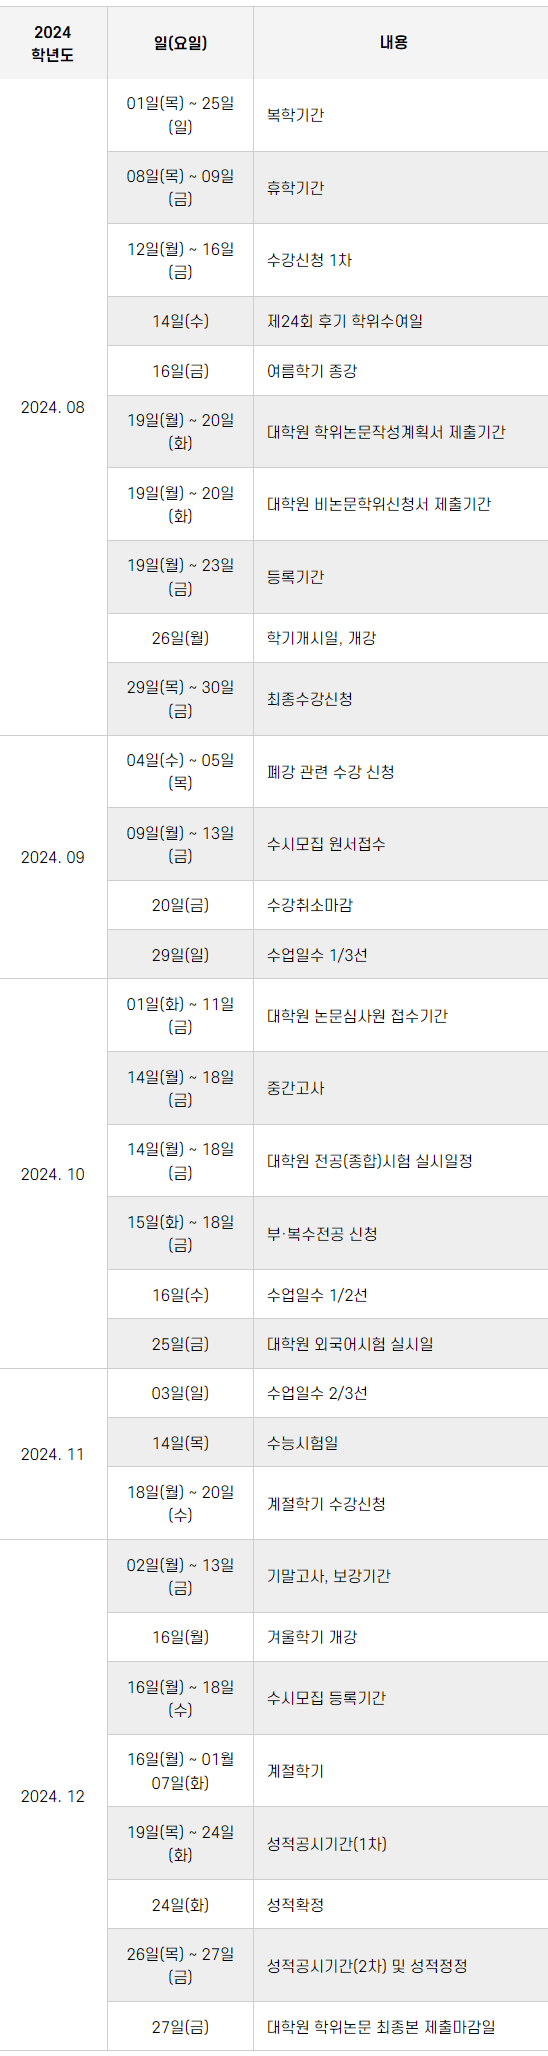 2024
학년도
일(요일)
내용
2024. 08
01일(목) ~ 25일
(일)
복학기간
08일(목) ~ 09일
(금)
휴학기간
12일(월) ~ 16일
(금)
수강신청 1차
14일(수)
제24회 후기 학위수여일
16일(금)
여름학기 종강
19일(월) ~ 20일
(화)
대학원 학위논문작성계획서 제출기간
19일(월) ~ 20일
(화)
대학원 비논문학위신청서 제출기간
19일(월) ~ 23일
(금)
등록기간
26일(월)
학기개시일, 개강
29일(목) ~ 30일
(금)
최종수강신청
2024. 09
04일(수) ~ 05일
(목)
폐강 관련 수강 신청
09일(월) ~ 13일
(금)
수시모집 원서접수
20일(금)
수강취소마감
29일(일)
수업일수 1/3선
2024. 10
01일(화) ~ 11일
(금)
대학원 논문심사원 접수기간
14일(월) ~ 18일
(금)
중간고사
14일(월) ~ 18일
(금)
대학원 전공(종합)시험 실시일정
15일(화) ~ 18일
(금)
부·복수전공 신청
16일(수)
수업일수 1/2선
25일(금)
대학원 외국어시험 실시일
2024. 11
03일(일)
수업일수 2/3선
14일(목)
수능시험일
18일(월) ~ 20일
(수)
계절학기 수강신청
2024. 12
02일(월) ~ 13일
(금)
기말고사, 보강기간
16일(월)
겨울학기 개강
16일(월) ~ 18일
(수)
수시모집 등록기간
16일(월) ~ 01월
07일(화)
계절학기
19일(목) ~ 24일
(화)
성적공시기간(1차)
24일(화)
성적확정
26일(목) ~ 27일
(금)
성적공시기간(2차) 및 성적정정
27일(금)
대학원 학위논문 최종본 제출마감일